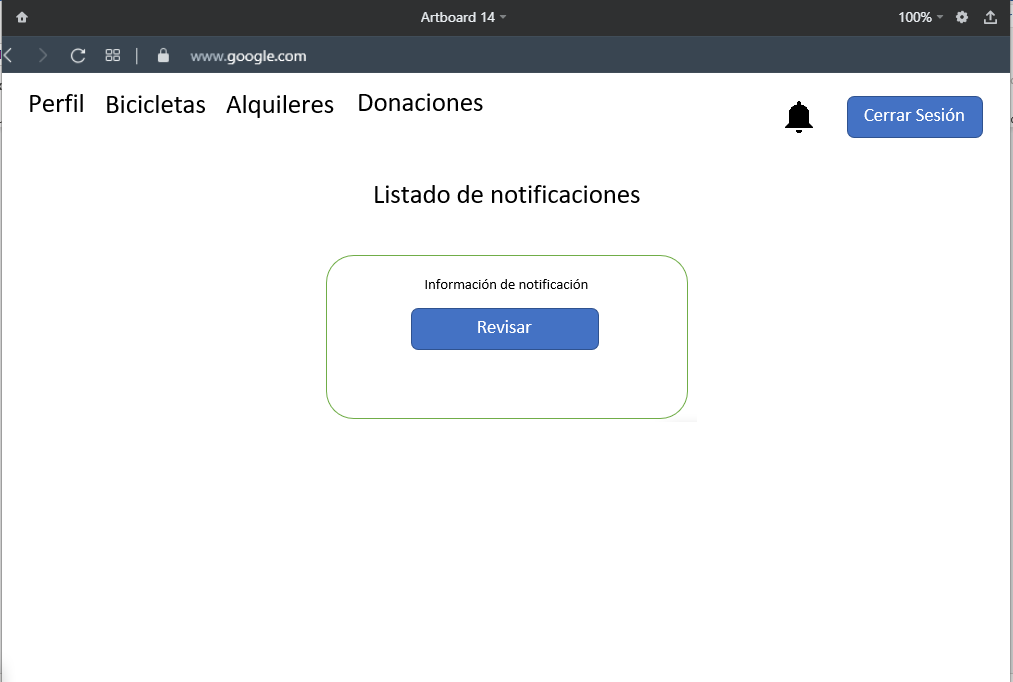 Artboard 14
100%
www.google.com
Perfil Bicicletas Alquileres Donaciones
Cerrar Sesión
Listado de notificaciones
Información de notificación
Revisar